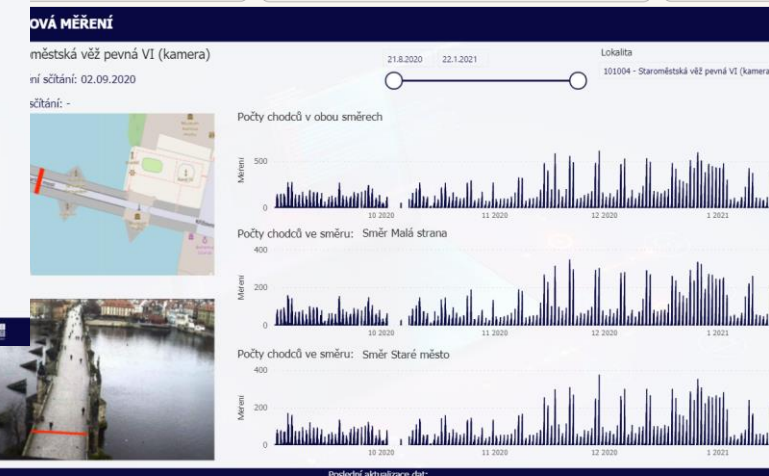 OVÁ MĚŘENÍ
městská věž pevná VI (kamera)
ní sčítání: 02.09.2020
sčítání: -
21.8.2020 22.1.2021
Lokalita
101004 - Staroměstská věž pevná VI (kamera
Počty chodců v obou směrech
Měření
500
0
10 2020 11 2020 12 2020 1 2021
Počty chodců ve směru: Směr Malá strana
Měření
400
200
0
10 2020 11 2020 12 2020 1 2021
Počty chodců ve směru: Směr Staré město
Měření
400
200
0
10 2020 11 2020 12 2020 1 2021
Poslední aktualizace dat: